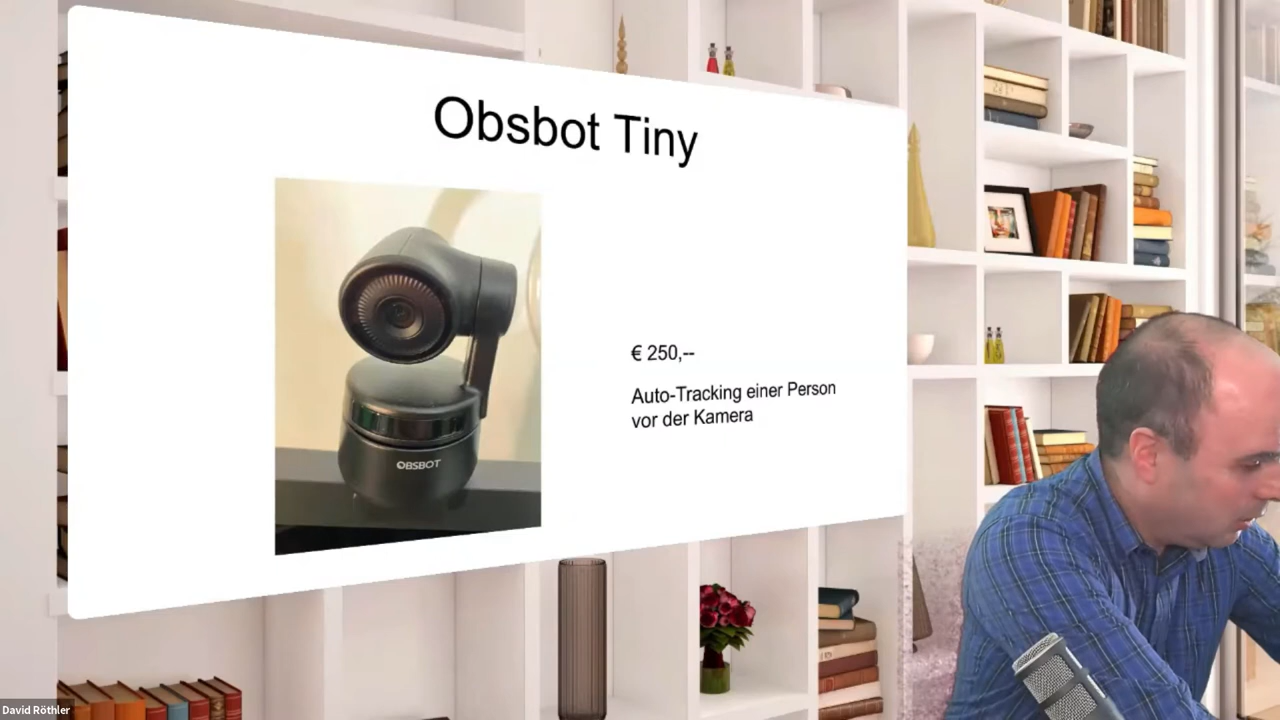 Obsbot Tiny
€ 250,--
Auto-Tracking einer Person
vor der Kamera
OBSBOT
David Röthler